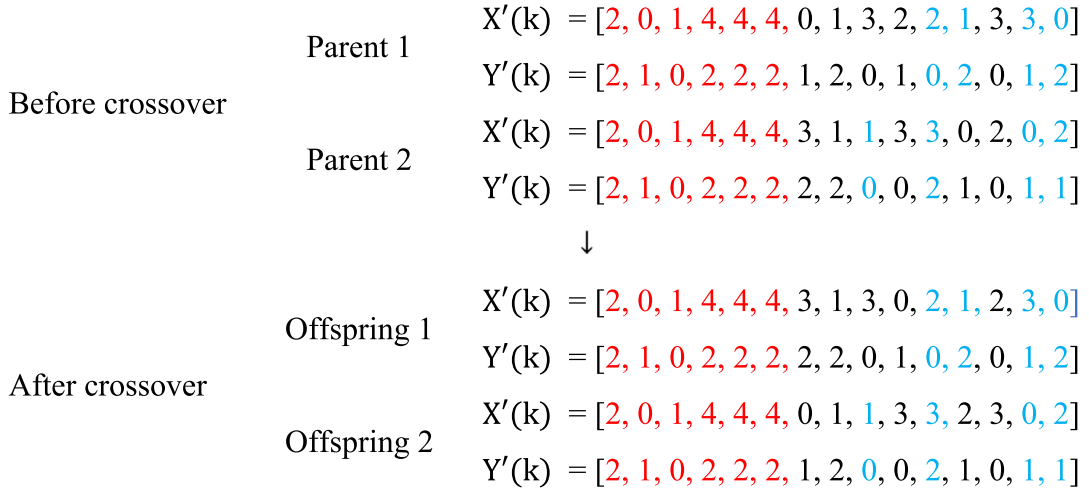 X′(k) = [2, 0, 1, 4, 4, 4, 0, 1, 3, 2, 2, 1, 3, 3, 0]
Parent 1
Y′(k) = [2, 1, 0, 2, 2, 2, 1, 2, 0, 1, 0, 2, 0, 1, 2]
Before crossover
X′(k) = [2, 0, 1, 4, 4, 4, 3, 1, 1, 3, 3, 0, 2, 0, 2]
Parent 2
Y′(k) = [2, 1, 0, 2, 2, 2, 2, 2, 0, 0, 2, 1, 0, 1, 1]
↓
X′(k) = [2, 0, 1, 4, 4, 4, 3, 1, 3, 0, 2, 1, 2, 3, 0]
Offspring 1
Y′(k) = [2, 1, 0, 2, 2, 2, 2, 2, 0, 1, 0, 2, 0, 1, 2]
After crossover
X′(k) = [2, 0, 1, 4, 4, 4, 0, 1, 1, 3, 3, 2, 3, 0, 2]
Offspring 2
Y′(k) = [2, 1, 0, 2, 2, 2, 1, 2, 0, 0, 2, 1, 0, 1, 1]